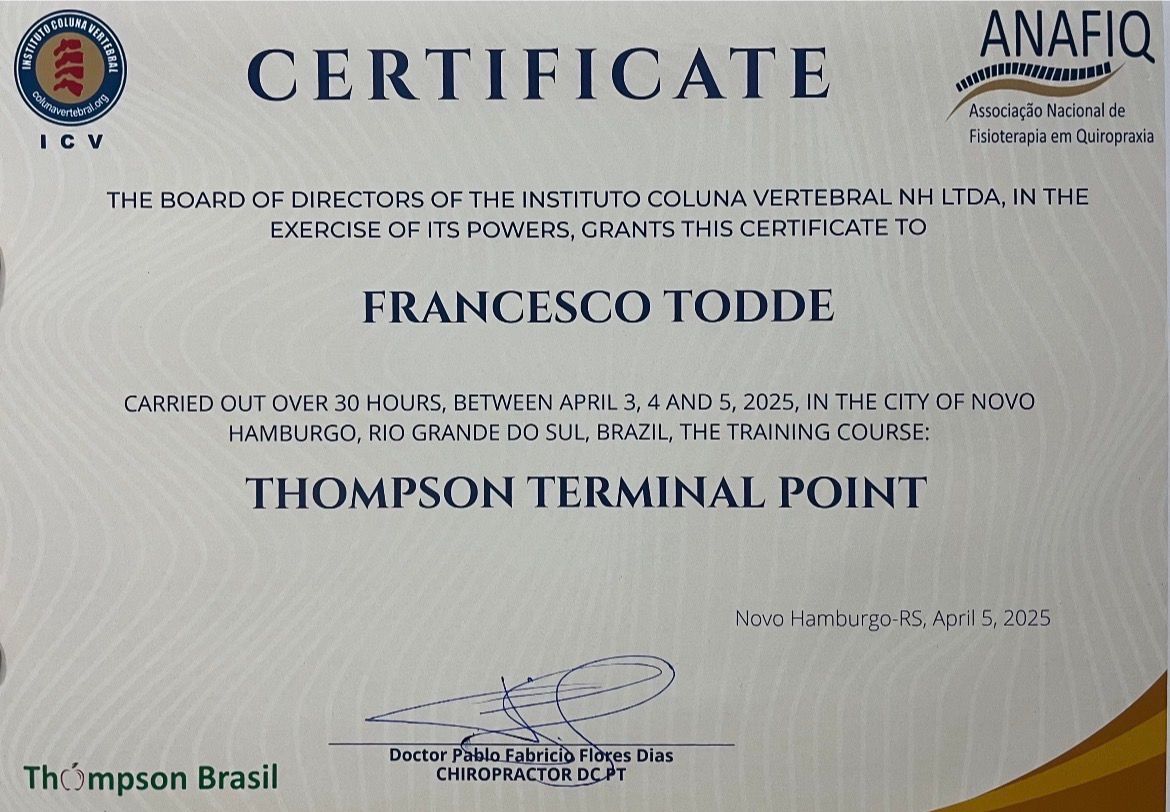 INSTITUTO COLUNA VERTEBRAL
colunavertebral.org
ICV
CERTIFICATE
ANAFIQ
Associação Nacional de
Fisioterapia em Quiropraxia
THE BOARD OF DIRECTORS OF THE INSTITUTO COLUNA VERTEBRAL NH LTDA, IN THE
EXERCISE OF ITS POWERS, GRANTS THIS CERTIFICATE TO
FRANCESCO TODDE
CARRIED OUT OVER 30 HOURS, BETWEEN APRIL 3, 4 AND 5, 2025, IN THE CITY OF NOVO
HAMBURGO, RIO GRANDE DO SUL, BRAZIL, THE TRAINING COURSE:
THOMPSON TERMINAL POINT
Novo Hamburgo-RS, April 5, 2025
Doctor Pablo Fabricio Flores Dias
CHIROPRACTOR DC PT
Thompson Brasil